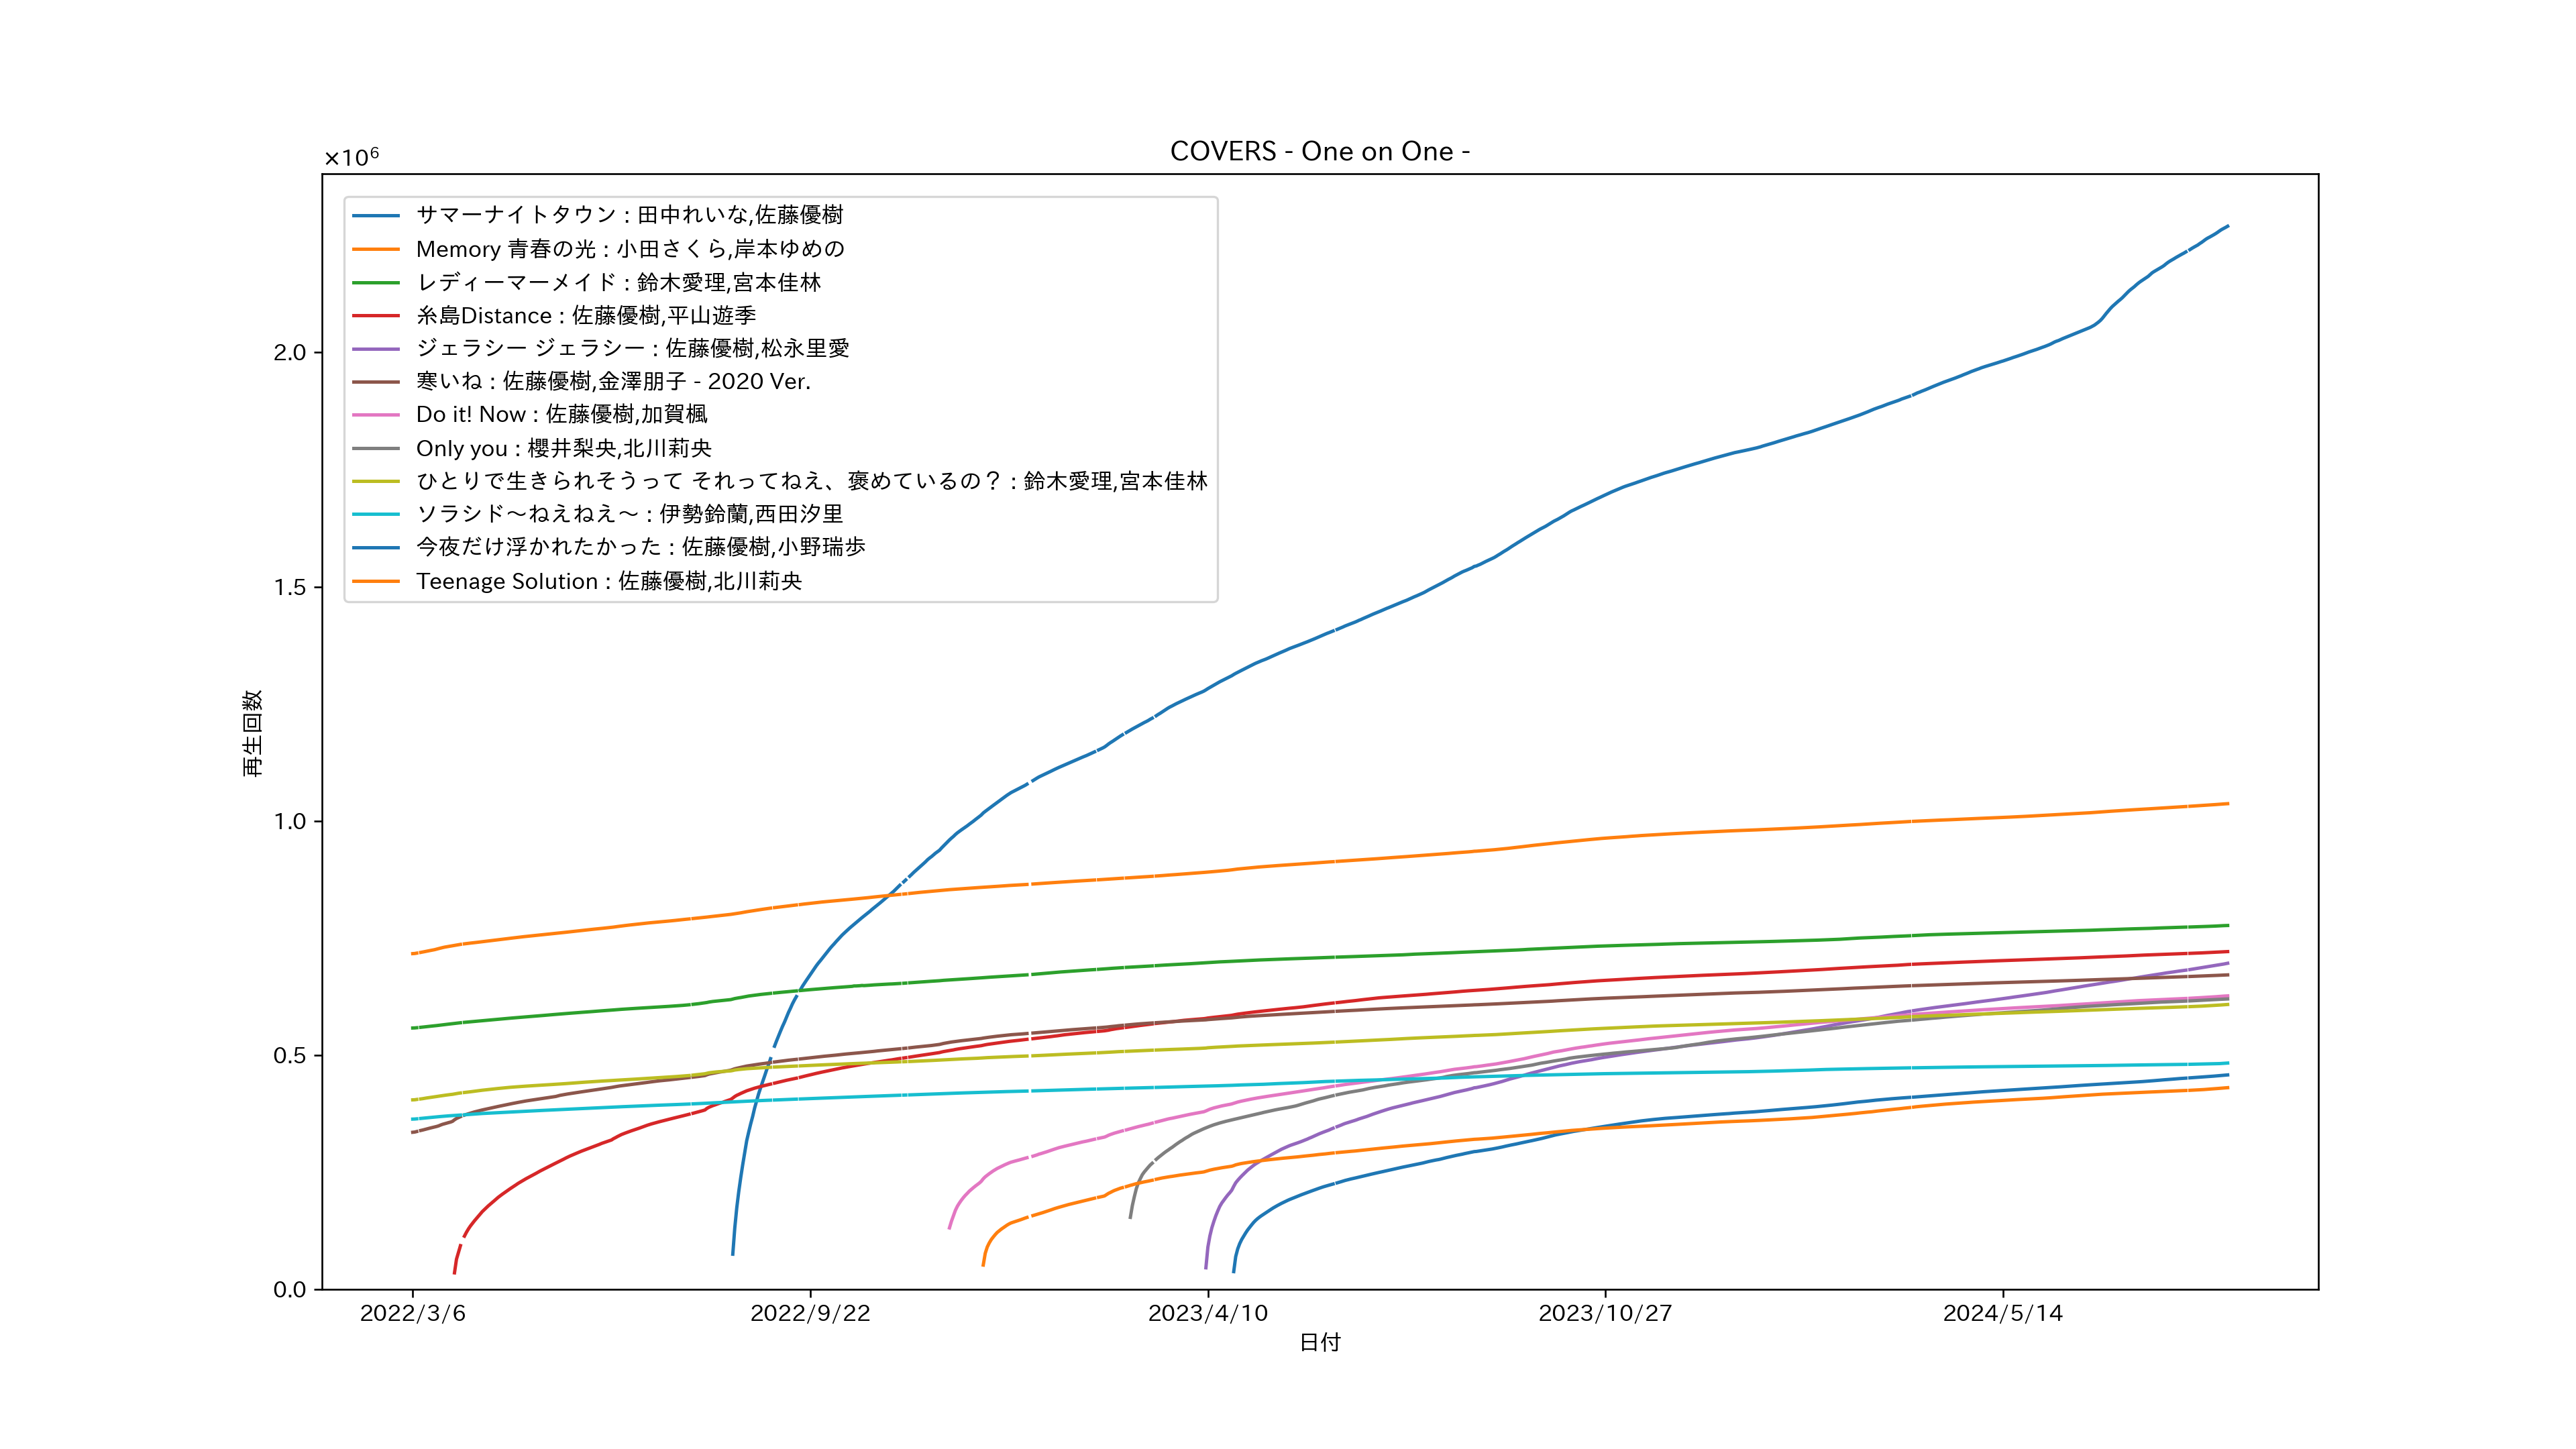 COVERS - One on One -
×10⁶
サマーナイトタウン : 田中れいな,佐藤優樹
Memory 青春の光 : 小田さくら,岸本ゆめの
レディーマーメイド : 鈴木愛理,宮本佳林
糸島Distance : 佐藤優樹,平山遊季
ジェラシー ジェラシー : 佐藤優樹,松永里愛
寒いね : 佐藤優樹,金澤朋子 - 2020 Ver.
Do it! Now : 佐藤優樹,加賀楓
Only you : 櫻井梨央,北川莉央
ひとりで生きられそうって それってねえ、褒めているの？ : 鈴木愛理,宮本佳林
ソラシド～ねえねえ～ : 伊勢鈴蘭,西田汐里
今夜だけ浮かれたかった : 佐藤優樹,小野瑞歩
Teenage Solution : 佐藤優樹,北川莉央
2.0
1.5
1.0
0.5
0.0
再生回数
2022/3/6
2022/9/22
2023/4/10
2023/10/27
2024/5/14
日付